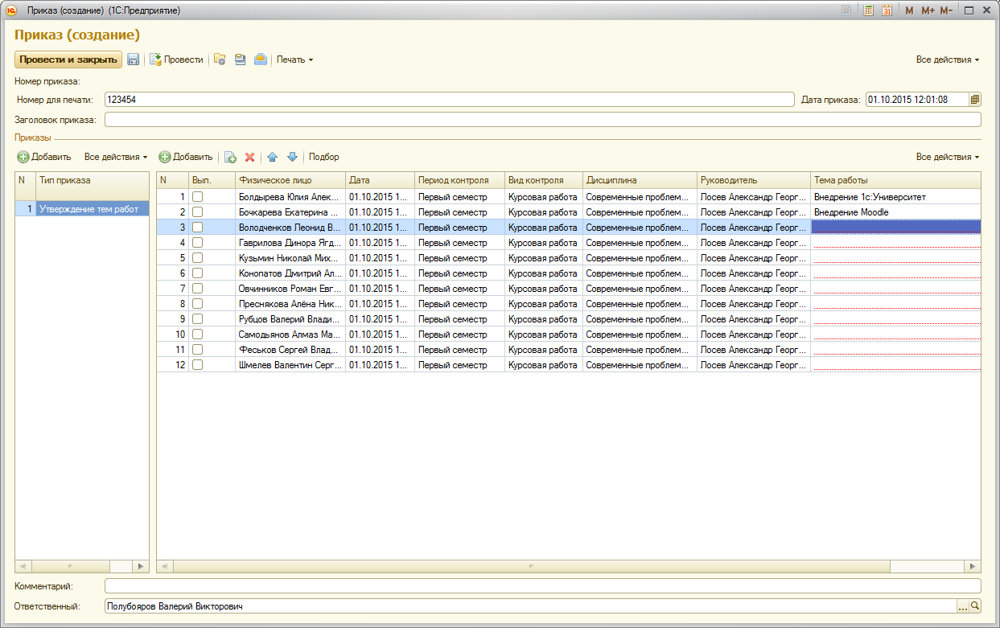 Приказ (создание) (1С:Предприятие)
31 M M+ M-
Приказ (создание)
Провести и закрыть Провести Печать Все действия
Номер приказа:
Номер для печати: 123454 Дата приказа: 01.10.2015 12:01:08
Заголовок приказа:
Приказы
Добавить Все действия Добавить Подбор Все действия
N Тип приказа N Вып. Физическое лицо Дата Период контроля Вид контроля Дисциплина Руководитель Тема работы
1 Утверждение тем работ
1 Болдырева Юлия Алек... 01.10.2015 1... Первый семестр Курсовая работа Современные проблем... Лосев Александр Георг... Внедрение 1с:Университет
2 Бочкарева Екатерина ... 01.10.2015 1... Первый семестр Курсовая работа Современные проблем... Лосев Александр Георг... Внедрение Moodle
3 Володченков Леонид В... 01.10.2015 1... Первый семестр Курсовая работа Современные проблем... Лосев Александр Георг...
4 Гаврилова Динора Ягд... 01.10.2015 1... Первый семестр Курсовая работа Современные проблем... Лосев Александр Георг...
5 Кузьмин Николай Мих... 01.10.2015 1... Первый семестр Курсовая работа Современные проблем... Лосев Александр Георг...
6 Конопатов Дмитрий Ал... 01.10.2015 1... Первый семестр Курсовая работа Современные проблем... Лосев Александр Георг...
7 Овчинников Роман Евг... 01.10.2015 1... Первый семестр Курсовая работа Современные проблем... Лосев Александр Георг...
8 Преснякова Алёна Ник... 01.10.2015 1... Первый семестр Курсовая работа Современные проблем... Лосев Александр Георг...
9 Рубцов Валерий Влади... 01.10.2015 1... Первый семестр Курсовая работа Современные проблем... Лосев Александр Георг...
10 Самодьянов Алмаз Ма... 01.10.2015 1... Первый семестр Курсовая работа Современные проблем... Лосев Александр Георг...
11 Феськов Сергей Влад... 01.10.2015 1... Первый семестр Курсовая работа Современные проблем... Лосев Александр Георг...
12 Шмелев Валентин Серг... 01.10.2015 1... Первый семестр Курсовая работа Современные проблем... Лосев Александр Георг...
Комментарий:
Ответственный: Полубояров Валерий Викторович ...